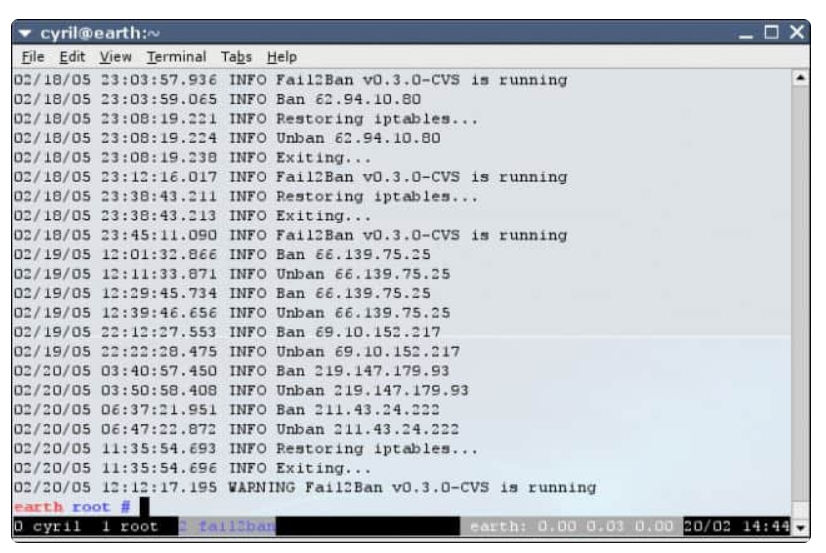 cyril@earth:~
File Edit View Terminal Tabs Help
02/18/05 23:03:57.936 INFO Fail2Ban v0.3.0-CVS is running
02/18/05 23:03:59.065 INFO Ban 62.94.10.80
02/18/05 23:08:19.221 INFO Restoring iptables...
02/18/05 23:08:19.224 INFO Unban 62.94.10.80
02/18/05 23:08:19.238 INFO Exiting...
02/18/05 23:12:16.017 INFO Fail2Ban v0.3.0-CVS is running
02/18/05 23:38:43.211 INFO Restoring iptables...
02/18/05 23:38:43.213 INFO Exiting...
02/18/05 23:45:11.090 INFO Fail2Ban v0.3.0-CVS is running
02/19/05 12:01:32.866 INFO Ban 66.139.75.25
02/19/05 12:11:33.871 INFO Unban 66.139.75.25
02/19/05 12:29:45.734 INFO Ban 66.139.75.25
02/19/05 12:39:46.656 INFO Unban 66.139.75.25
02/19/05 22:12:27.553 INFO Ban 69.10.152.217
02/19/05 22:22:28.475 INFO Unban 69.10.152.217
02/20/05 03:40:57.450 INFO Ban 219.147.179.93
02/20/05 03:50:58.408 INFO Unban 219.147.179.93
02/20/05 06:37:21.951 INFO Ban 211.43.24.222
02/20/05 06:47:22.872 INFO Unban 211.43.24.222
02/20/05 11:35:54.693 INFO Restoring iptables...
02/20/05 11:35:54.696 INFO Exiting...
02/20/05 12:12:17.195 WARNING Fail2Ban v0.3.0-CVS is running
earth root #
0 cyril 1 root 2 fail2ban earth: 0.00 0.03 0.00 20/02 14:44